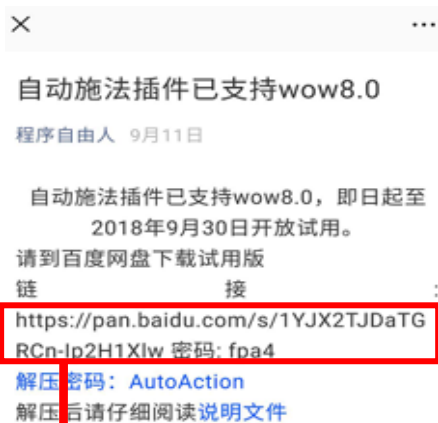 自动施法插件已支持wow8.0
程序自由人 9月11日
自动施法插件已支持wow8.0，即日起至
2018年9月30日开放试用。
请到百度网盘下载试用版
链 接 :
https://pan.baidu.com/s/1YJX2TJDaTG
RCn-Ip2H1Xlw 密码: fpa4
解压密码：AutoAction
解压后请仔细阅读说明文件